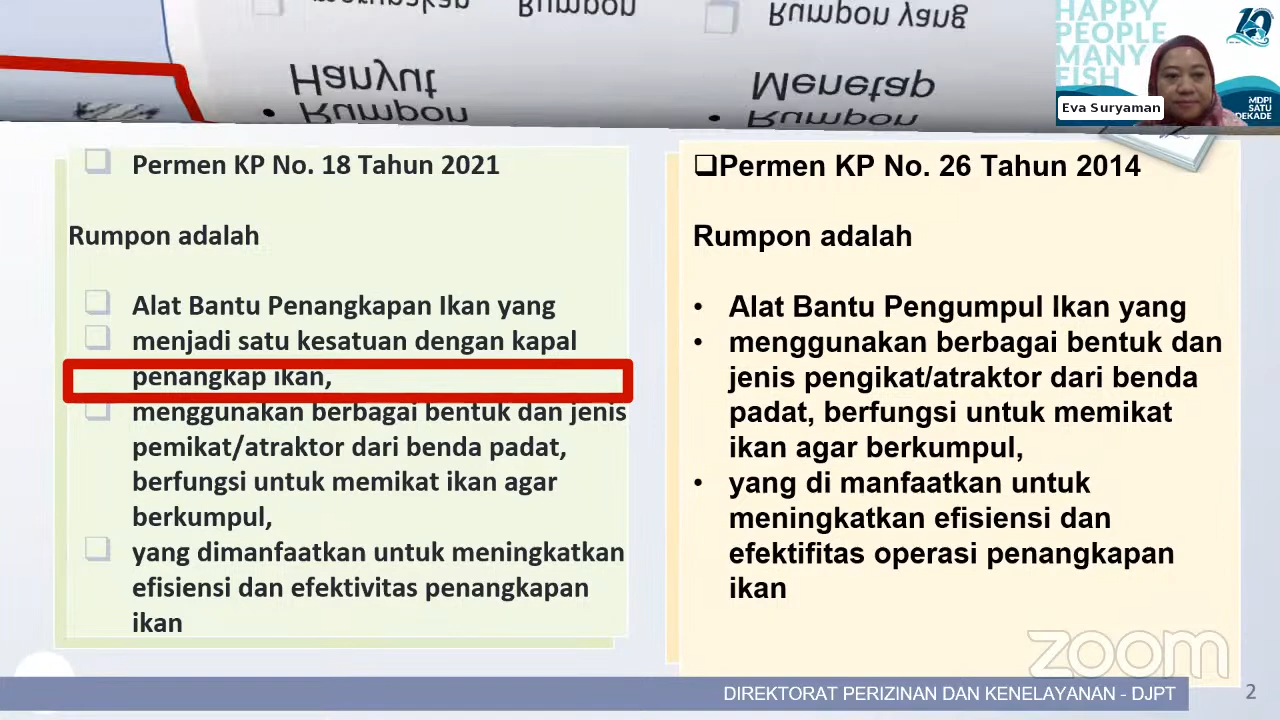 merupakan Rumpon
Rumpon yang
Hanyut
• Rumpon
Menetap
• Rumpon
HAPPY
PEOPLE
MANY
FISH
10
Eva Suryaman
MDPI
SATU
DEKADE
Permen KP No. 18 Tahun 2021
Rumpon adalah
Alat Bantu Penangkapan Ikan yang
menjadi satu kesatuan dengan kapal
penangkap ikan,
menggunakan berbagai bentuk dan jenis
pemikat/atraktor dari benda padat,
berfungsi untuk memikat ikan agar
berkumpul,
yang dimanfaatkan untuk meningkatkan
efisiensi dan efektivitas penangkapan
ikan
❑Permen KP No. 26 Tahun 2014
Rumpon adalah
• Alat Bantu Pengumpul Ikan yang
• menggunakan berbagai bentuk dan
jenis pengikat/atraktor dari benda
padat, berfungsi untuk memikat
ikan agar berkumpul,
• yang di manfaatkan untuk
meningkatkan efisiensi dan
efektifitas operasi penangkapan
ikan
zoom
DIREKTORAT PERIZINAN DAN KENELAYANAN - DJPT
2